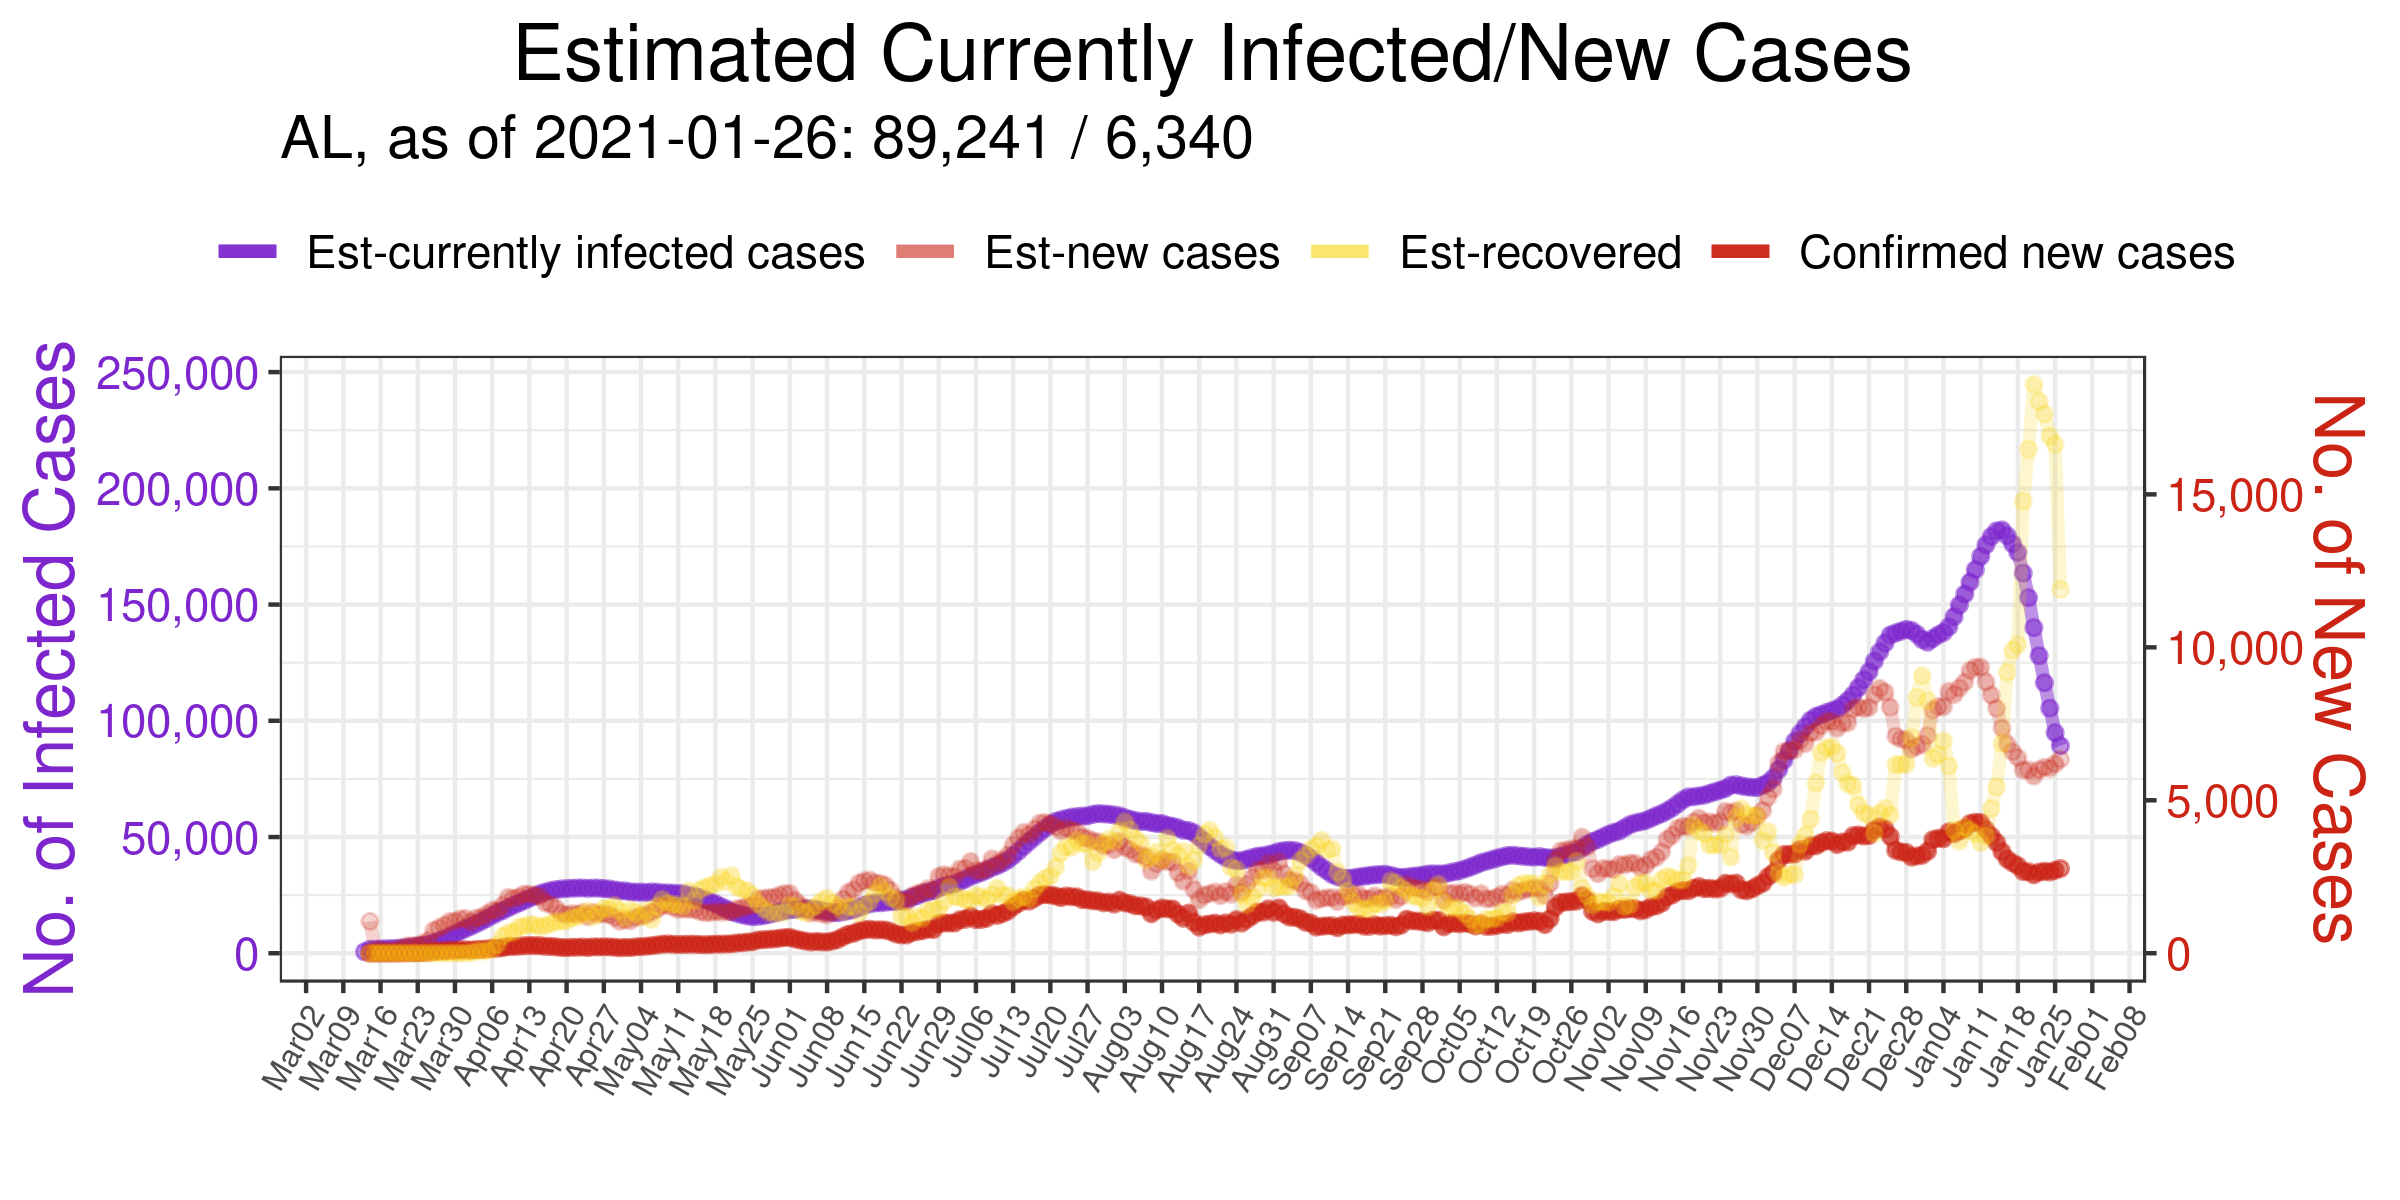 Estimated Currently Infected/New Cases
AL, as of 2021-01-26: 89,241 / 6,340
Est-currently infected cases
Est-new cases
Est-recovered
Confirmed new cases
No. of Infected Cases
250,000
200,000
150,000
100,000
50,000
0
15,000
10,000
5,000
0
No. of New Cases
Mar02
Mar09
Mar16
Mar23
Mar30
Apr06
Apr13
Apr20
Apr27
May04
May11
May18
May25
Jun01
Jun08
Jun15
Jun22
Jun29
Jul06
Jul13
Jul20
Jul27
Aug03
Aug10
Aug17
Aug24
Aug31
Sep07
Sep14
Sep21
Sep28
Oct05
Oct12
Oct19
Oct26
Nov02
Nov09
Nov16
Nov23
Nov30
Dec07
Dec14
Dec21
Dec28
Jan04
Jan11
Jan18
Jan25
Feb01
Feb08